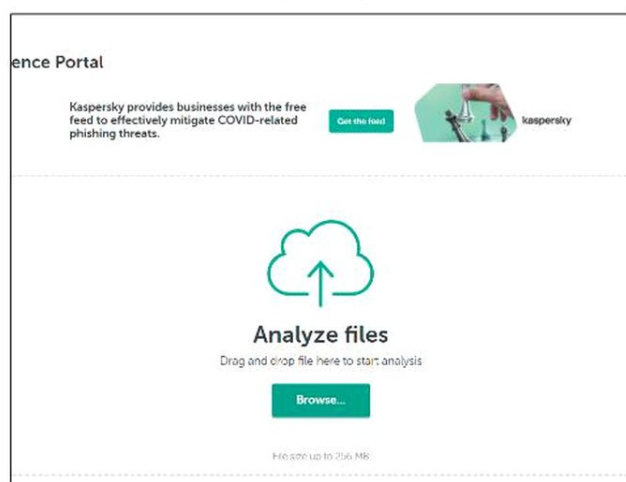 ence Portal
Kaspersky provides businesses with the free
feed to effectively mitigate COVID-related
phishing threats.
Get the feed
kaspersky
Analyze files
Drag and drop file here to start analysis
Browse...
File size up to 256 MB